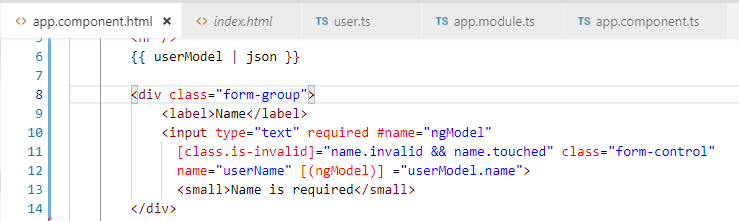 <> app.component.html × <> index.html TS user.ts TS app.module.ts TS app.component.ts
5 <hr />
6 {{ userModel | json }}
7
8 <div class="form-group">
9 <label>Name</label>
10 <input type="text" required #name="ngModel"
11 [class.is-invalid]="name.invalid && name.touched" class="form-control"
12 name="userName" [(ngModel)] ="userModel.name">
13 <small>Name is required</small>
14 </div>